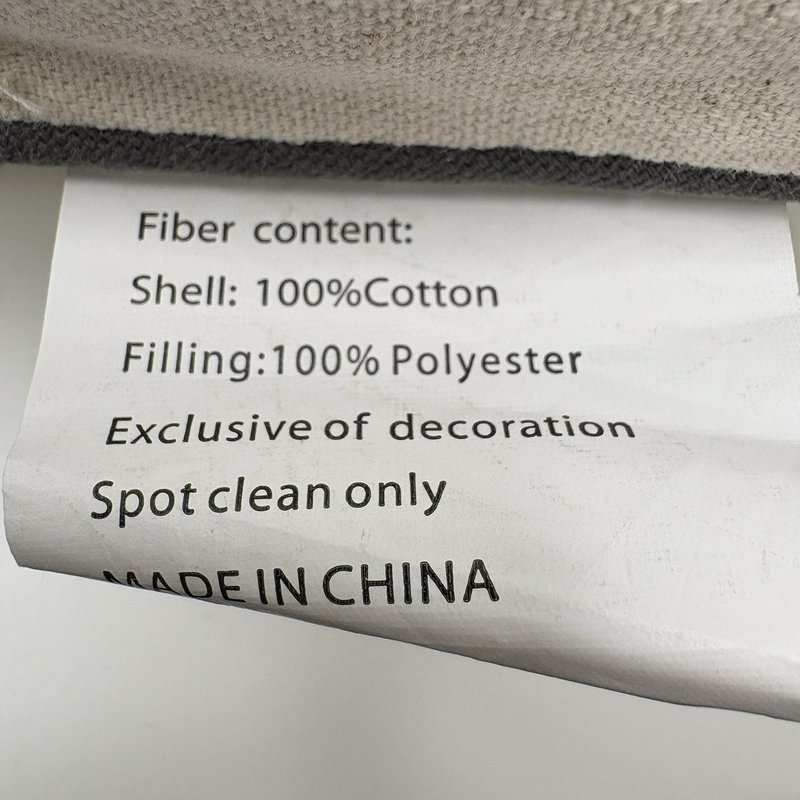 Fiber content:
Shell: 100%Cotton
Filling:100% Polyester
Exclusive of decoration
Spot clean only
MADE IN CHINA